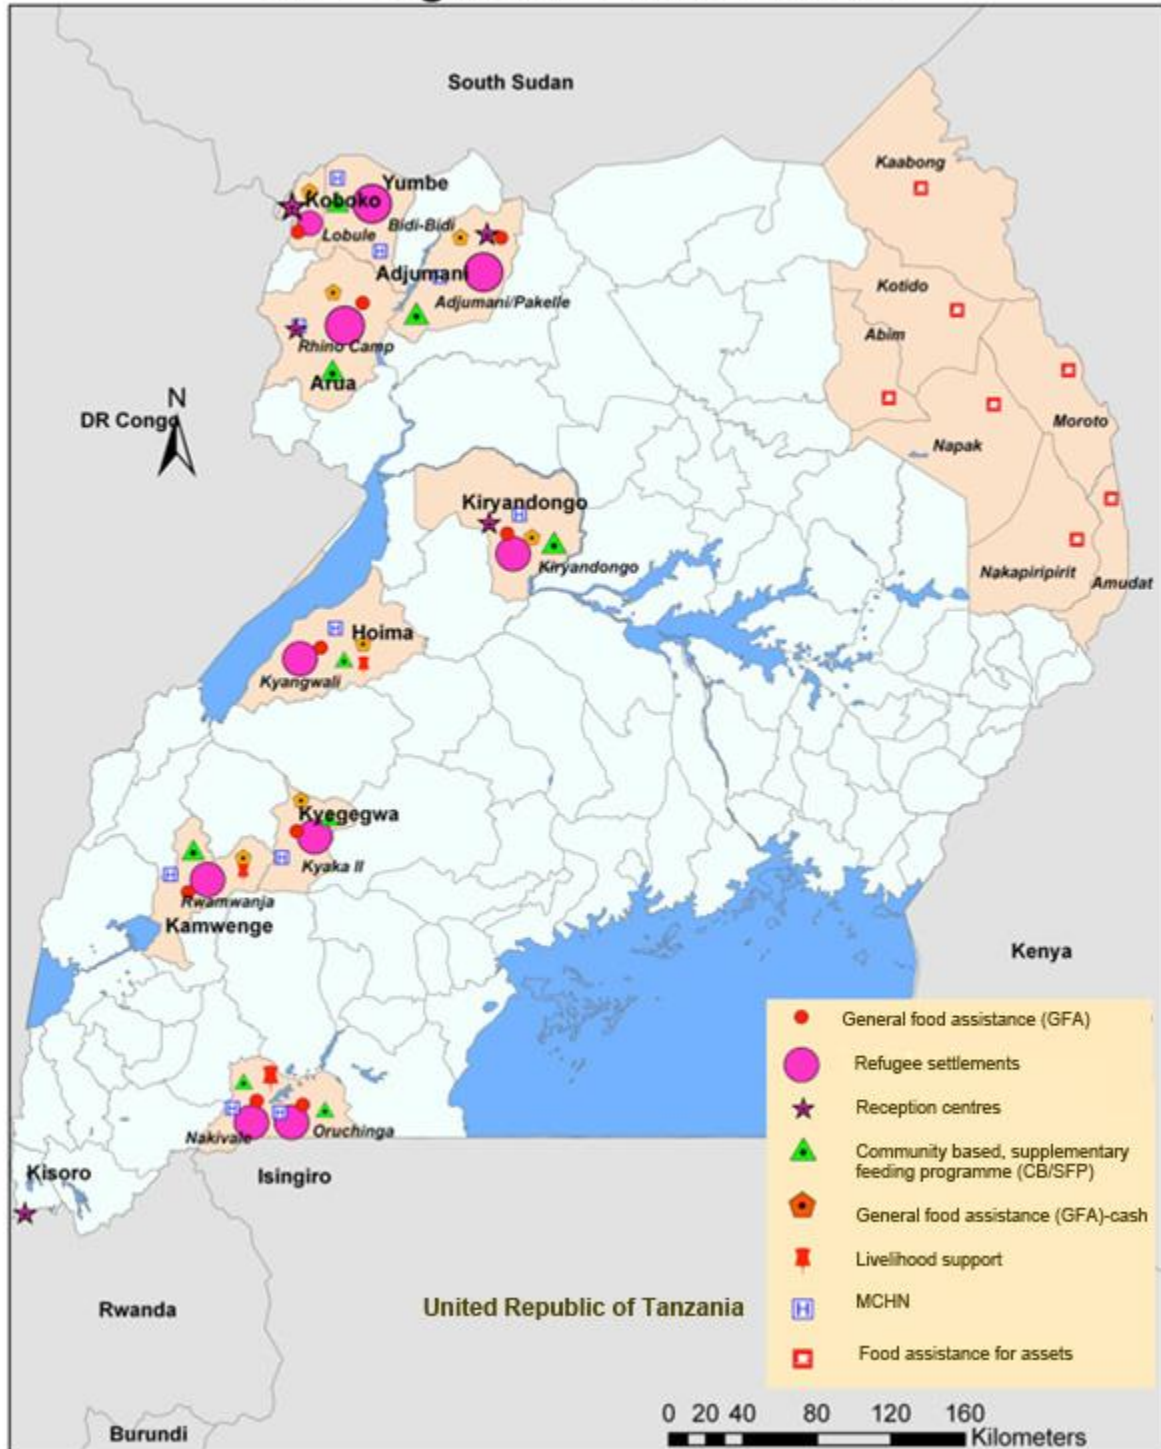 South Sudan
Kaabong
Yumbe
Koboko
Bidi-Bidi
Lobule
Adjumani
Kotido
Adjumani/Pakelle
Abim
Rhino Camp
Arua
N
DR Congo
Moroto
Napak
Kiryandongo
Kiryandongo
Nakapiripirit
Amudat
Hoima
Kyangwali
Kyegegwa
Kyaka II
Rwamwanja
Kamwenge
Kenya
Nakivale
Oruchinga
Kisoro
Isingiro
Rwanda
United Republic of Tanzania
Burundi
General food assistance (GFA)
Refugee settlements
Reception centres
Community based, supplementary
feeding programme (CB/SFP)
General food assistance (GFA)-cash
Livelihood support
H MCHN
Food assistance for assets
0 20 40 80 120 160
Kilometers